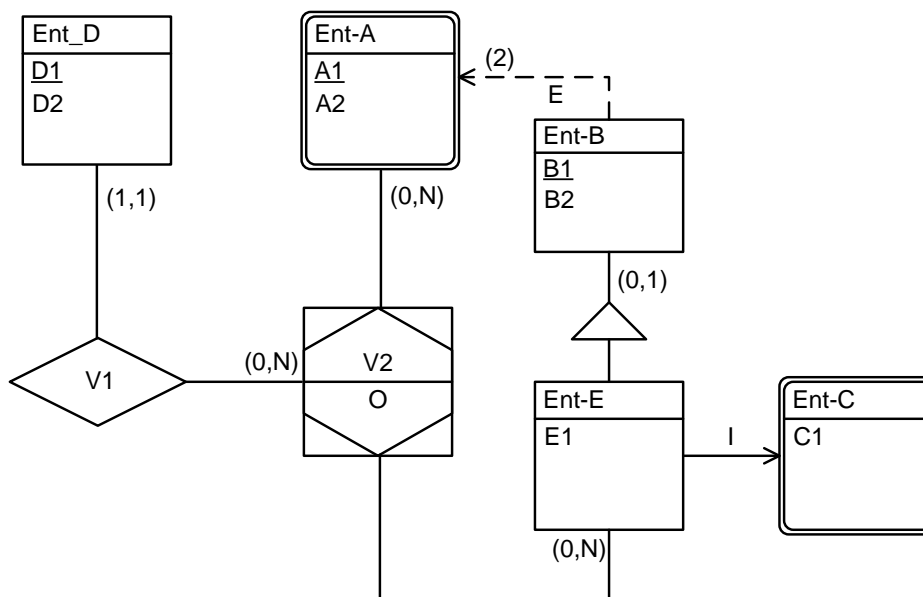 Ent_D
D1
D2
Ent-A
A1
A2
(2)
E
Ent-B
B1
B2
(1,1)
(0,N)
(0,1)
V1
(0,N)
V2
O
Ent-E
E1
I
Ent-C
C1
(0,N)